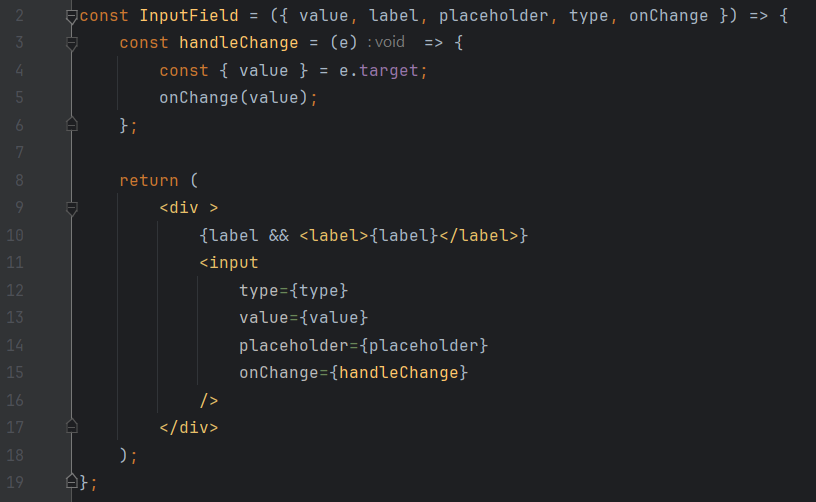 2 const InputField = ({ value, label, placeholder, type, onChange }) => {
3     const handleChange = (e) :void => {
4         const { value } = e.target;
5         onChange(value);
6     };
7
8     return (
9         <div >
10             {label && <label>{label}</label>}
11             <input
12                 type={type}
13                 value={value}
14                 placeholder={placeholder}
15                 onChange={handleChange}
16             />
17         </div>
18     );
19 };